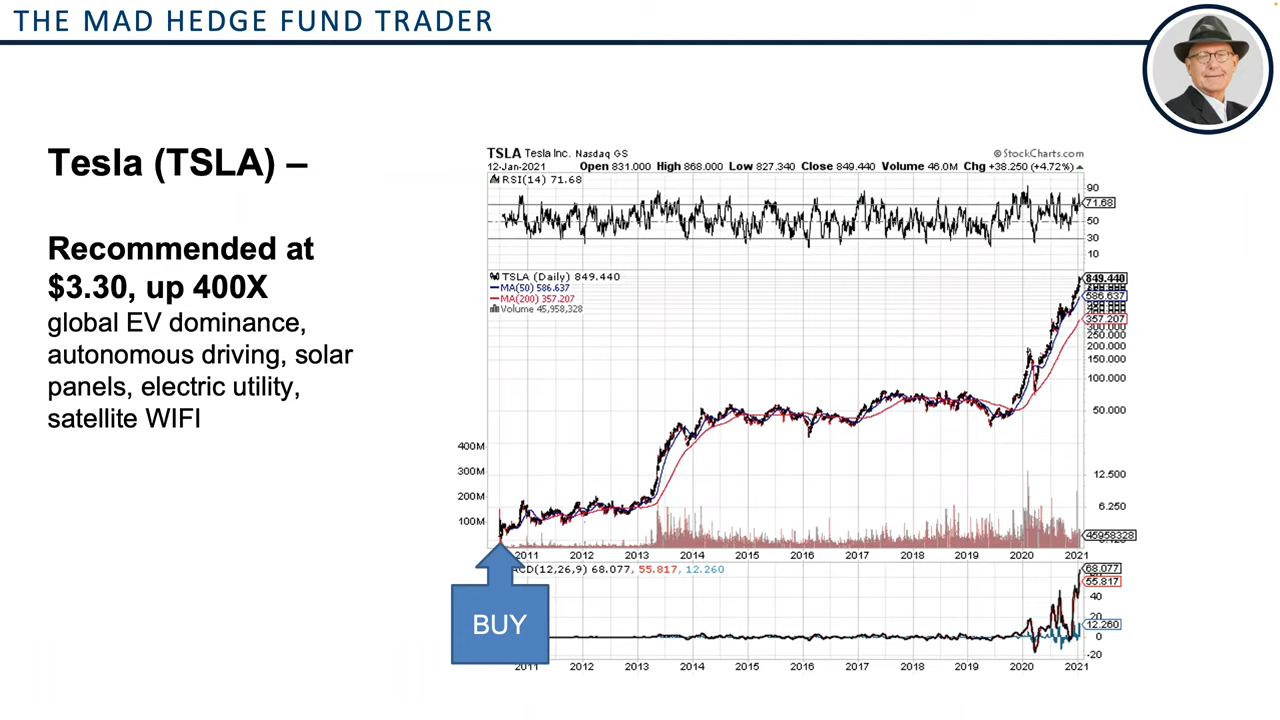 THE MAD HEDGE FUND TRADER
Tesla (TSLA) –
Recommended at
$3.30, up 400X
global EV dominance,
autonomous driving, solar
panels, electric utility,
satellite WIFI
TSLA Tesla Inc. Nasdaq GS
© StockCharts.com
12-Jan-2021 Open 831.000 High 868.000 Low 827.340 Close 849.440 Volume 46.0M Chg +38.250 (+4.72%)
RSI(14) 71.68
90
71.68
50
30
10
TSLA (Daily) 849.440
MA(50) 586.637
MA(200) 357.207
Volume 45,958,328
849.440
586.637
357.207
300.000
250.000
200.000
150.000
100.000
50.000
12.500
6.250
45958328
400M
300M
200M
100M
2011 2012 2013 2014 2015 2016 2017 2018 2019 2020 2021
BUY
ACD(12,26,9) 68.077, 55.817, 12.260
68.077
55.817
40
20
12.260
0
-20
2011 2012 2013 2014 2015 2016 2017 2018 2019 2020 2021